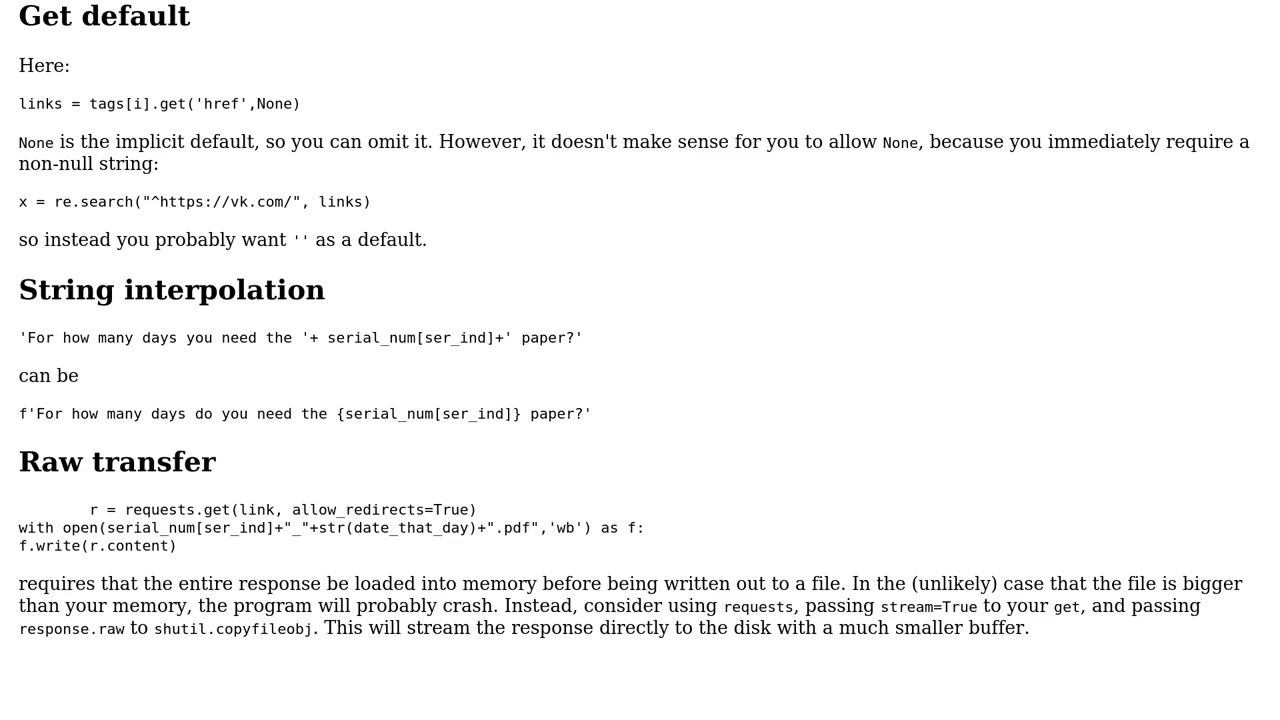 Get default
Here:
links = tags[i].get('href',None)
None is the implicit default, so you can omit it. However, it doesn't make sense for you to allow None, because you immediately require a
non-null string:
x = re.search("^https://vk.com/", links)
so instead you probably want '' as a default.
String interpolation
'For how many days you need the '+ serial_num[ser_ind]+' paper?'
can be
f'For how many days do you need the {serial_num[ser_ind]} paper?'
Raw transfer
        r = requests.get(link, allow_redirects=True)
with open(serial_num[ser_ind]+"_"+str(date_that_day)+".pdf",'wb') as f:
f.write(r.content)
requires that the entire response be loaded into memory before being written out to a file. In the (unlikely) case that the file is bigger
than your memory, the program will probably crash. Instead, consider using requests, passing stream=True to your get, and passing
response.raw to shutil.copyfileobj. This will stream the response directly to the disk with a much smaller buffer.